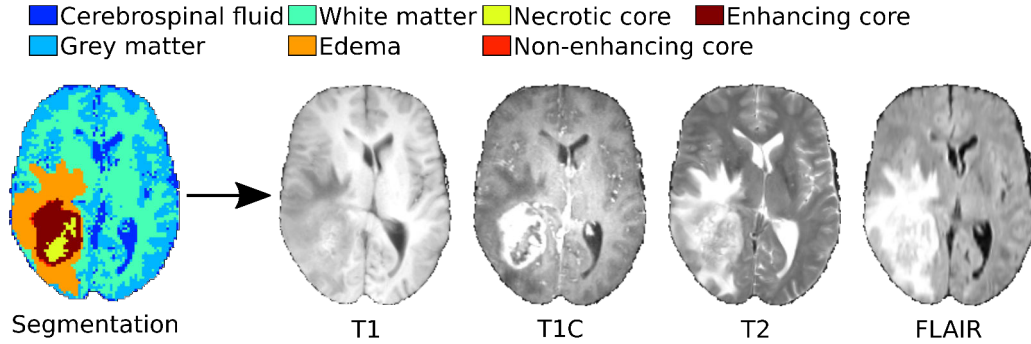 Cerebrospinal fluid White matter Necrotic core Enhancing core
Grey matter Edema Non-enhancing core
Segmentation T1 T1C T2 FLAIR